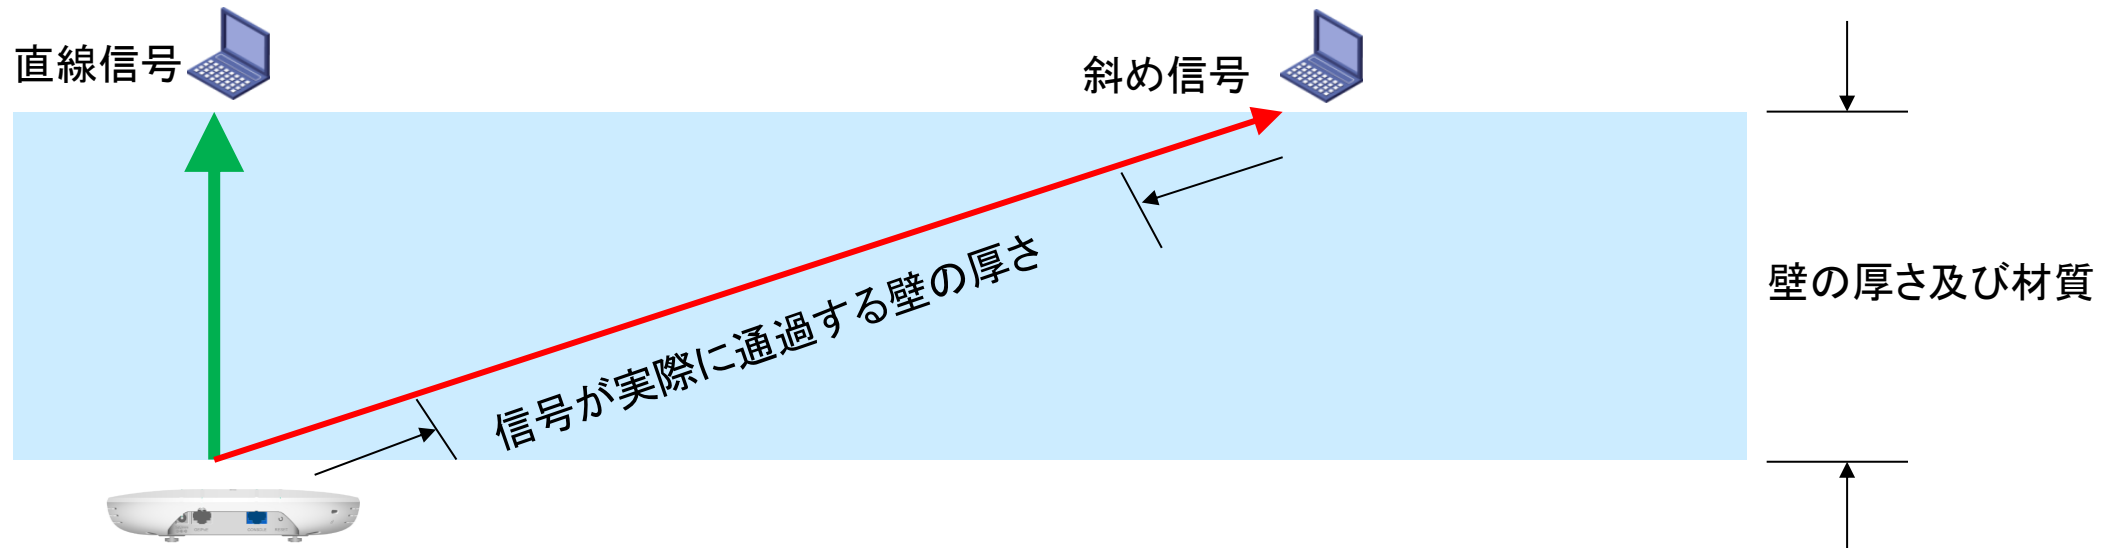 直線信号
斜め信号
信号が実際に通過する壁の厚さ
壁の厚さ及び材質